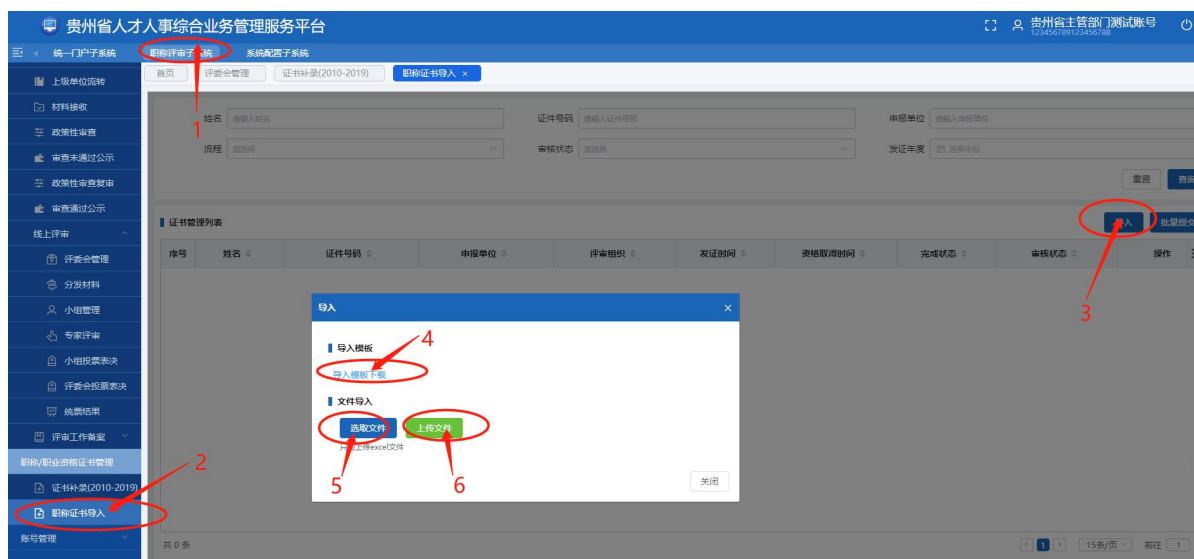 贵州省人才人事综合业务管理服务平台
贵州省主管部门测试账号
123456789123456788
统一门户子系统 职称评审子系统 系统配置子系统
首页 评委会管理 证书补录(2010-2019) 职称证书导入 ×
上级单位流转
材料接收
政策性审查
审查未通过公示
政策性审查复审
审查通过公示
线上评审
评委会管理
分发材料
小组管理
专家评审
小组投票表决
评委会投票表决
统票结果
评审工作备案
职称/职业资格证书管理
证书补录(2010-2019)
职称证书导入
账号管理
姓名 请输入姓名 证件号码 请输入证件号码 申报单位 请输入申报单位
流程 请选择 审核状态 请选择 发证年度 选择年份
重置 查询
证书管理列表 导入 批量提交
序号 姓名 证件号码 申报单位 评审组织 发证时间 资格取得时间 完成状态 审核状态 操作
导入 ×
导入模板
导入模板下载
文件导入
选取文件 上传文件
只能上传excel文件
关闭
共 0 条 1 15条/页 前往 1
1
2
3
4
5
6